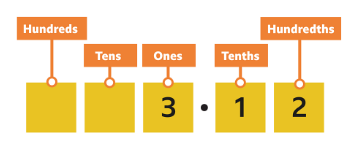 Hundreds Hundredths
Tens Ones Tenths
3 . 1 2